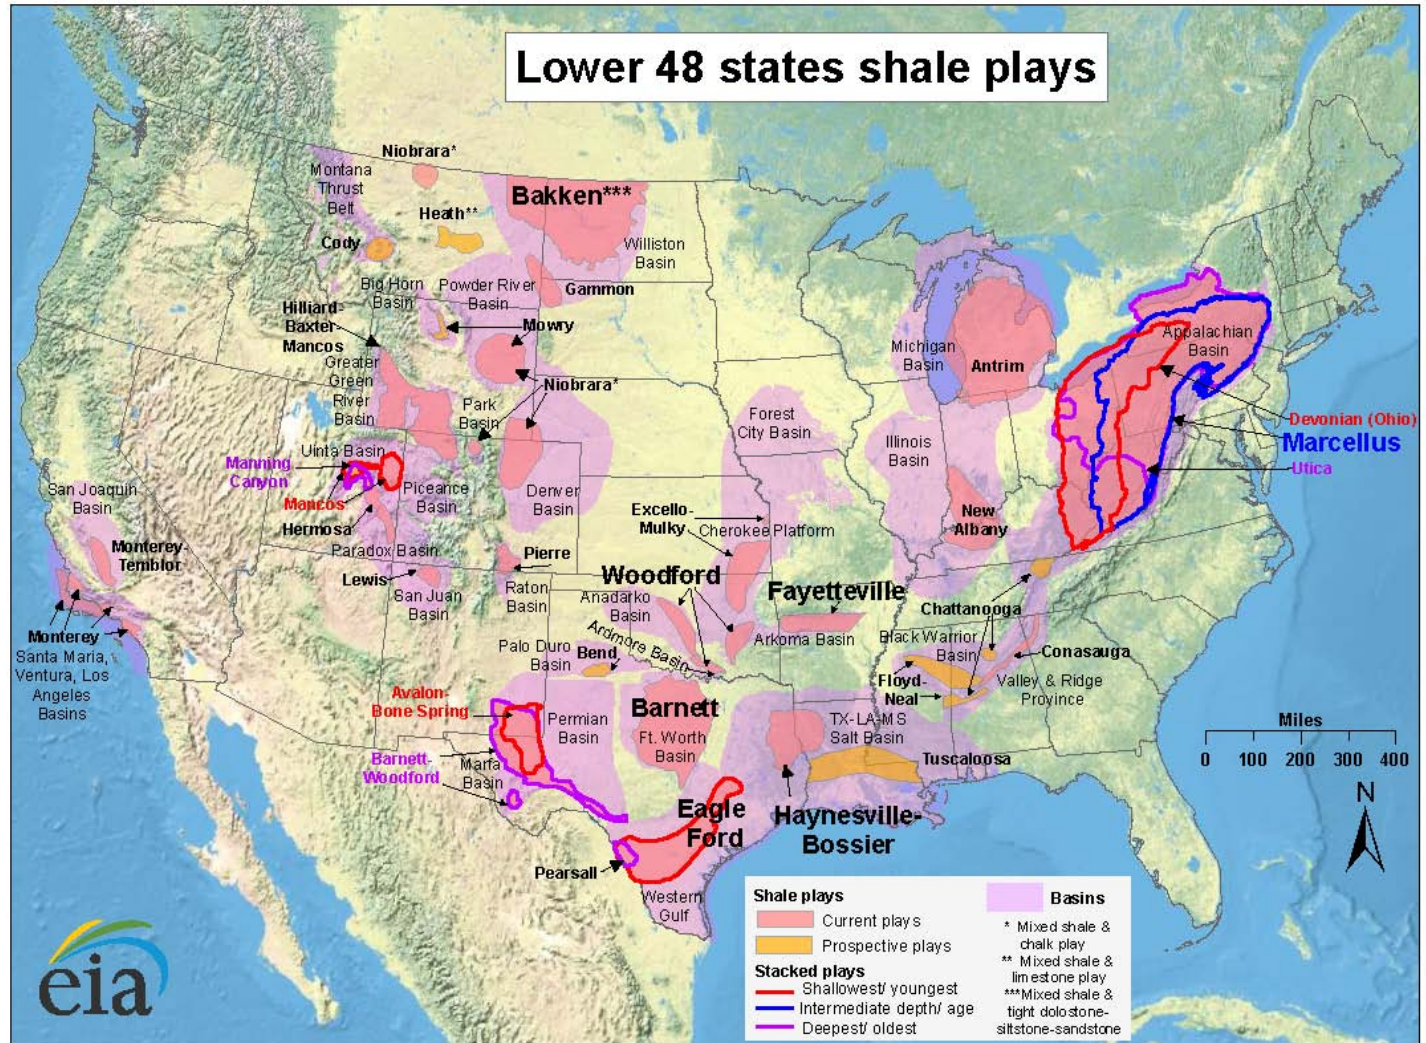 Lower 48 states shale plays
Niobrara*
Montana
Thrust
Belt
Bakken***
Heath**
Cody
Williston
Basin
Big Horn
Basin
Powder River
Basin
Gammon
Hilliard-
Baxter-
Mancos
Mowry
Greater
Green
River
Basin
Niobrara*
Park
Basin
Uinta Basin
Manning
Canyon
Mancos
Piceance
Basin
Denver
Basin
Hermosa
Paradox Basin
Lewis
San Juan
Basin
Pierre
Raton
Basin
San Joaquin
Basin
Monterey-
Temblor
Monterey
Santa Maria,
Ventura, Los
Angeles
Basins
Michigan
Basin
Antrim
Forest
City Basin
Illinois
Basin
New
Albany
Appalachian
Basin
Devonian (Ohio)
Marcellus
Utica
Excello-
Mulky
Cherokee Platform
Woodford
Anadarko
Basin
Ardmore Basin
Fayetteville
Arkoma Basin
Chattanooga
Black Warrior
Basin
Conasauga
Floyd-
Neal
Valley & Ridge
Province
Palo Duro
Basin
Bend
Avalon-
Bone Spring
Permian
Basin
Barnett
Ft. Worth
Basin
Barnett-
Woodford
Marfa
Basin
TX-LA-MS
Salt Basin
Tuscaloosa
Eagle
Ford
Haynesville-
Bossier
Pearsall
Western
Gulf
Miles
0 100 200 300 400
N
Shale plays
Current plays
Prospective plays
Stacked plays
Shallowest/ youngest
Intermediate depth/ age
Deepest/ oldest
Basins
* Mixed shale &
chalk play
** Mixed shale &
limestone play
***Mixed shale &
tight dolostone-
siltstone-sandstone
eia